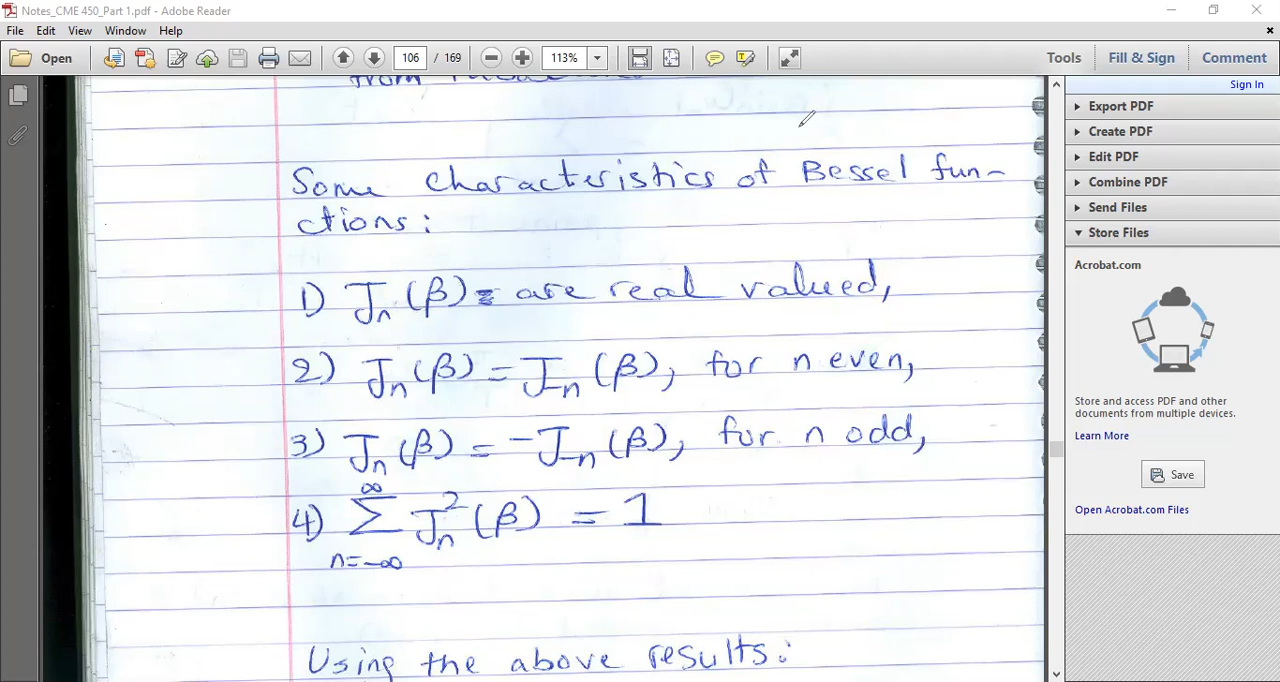 Notes_CME 450_Part 1.pdf - Adobe Reader
File Edit View Window Help
Open 106 / 169 113% Tools Fill & Sign Comment
Sign In
from
Some characteristics of Bessel fun-
ctions:
1) Jn(β) are real valued,
2) Jn(β) = J-n(β), for n even,
3) Jn(β) = -J-n(β), for n odd,
4) ∞
∑ Jn²(β) = 1
n=-∞
Using the above results:
Export PDF
Create PDF
Edit PDF
Combine PDF
Send Files
Store Files
Acrobat.com
Store and access PDF and other
documents from multiple devices.
Learn More
Save
Open Acrobat.com Files